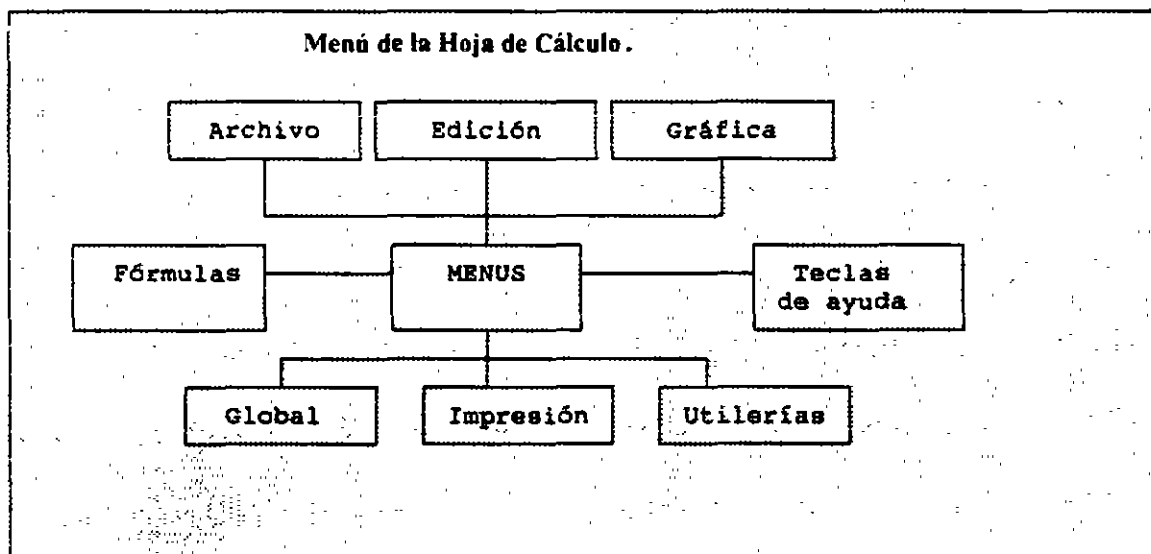 Menú de la Hoja de Cálculo.
Archivo
Edición
Gráfica
Fórmulas
MENUS
Teclas
de ayuda
Global
Impresión
Utilerías